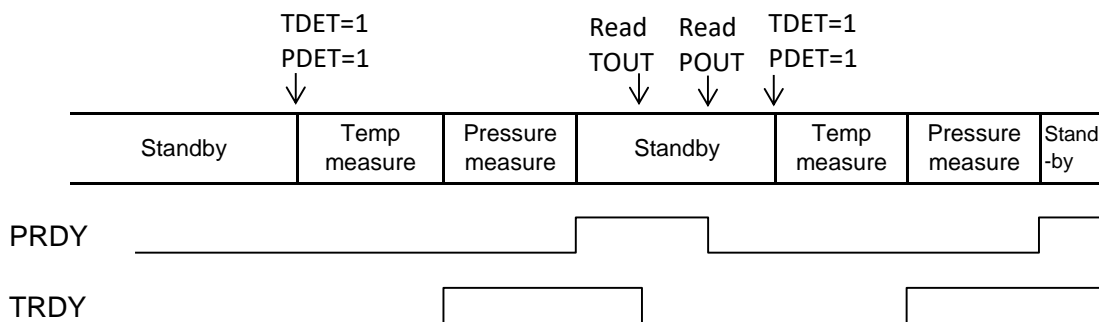 TDET=1
PDET=1
Read
TOUT
Read
POUT
TDET=1
PDET=1
Standby
Temp
measure
Pressure
measure
Standby
Temp
measure
Pressure
measure
Stand
-by
PRDY
TRDY